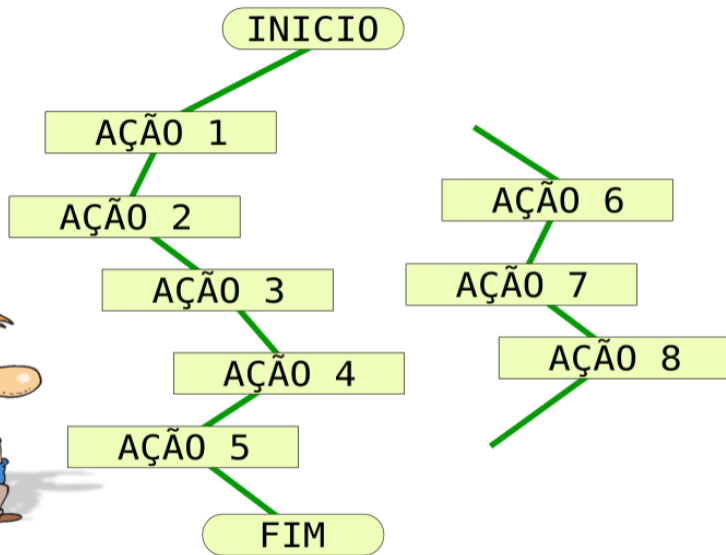 INICIO
AÇÃO 1
AÇÃO 2
AÇÃO 3
AÇÃO 4
AÇÃO 5
FIM
AÇÃO 6
AÇÃO 7
AÇÃO 8